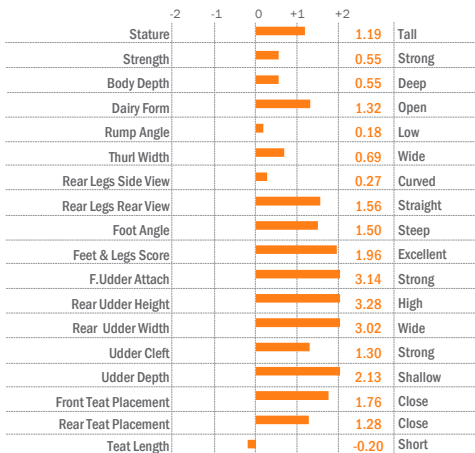 -2 -1 0 +1 +2
Stature 1.19 Tall
Strength 0.55 Strong
Body Depth 0.55 Deep
Dairy Form 1.32 Open
Rump Angle 0.18 Low
Thurl Width 0.69 Wide
Rear Legs Side View 0.27 Curved
Rear Legs Rear View 1.56 Straight
Foot Angle 1.50 Steep
Feet & Legs Score 1.96 Excellent
F.Udder Attach 3.14 Strong
Rear Udder Height 3.28 High
Rear Udder Width 3.02 Wide
Udder Cleft 1.30 Strong
Udder Depth 2.13 Shallow
Front Teat Placement 1.76 Close
Rear Teat Placement 1.28 Close
Teat Length -0.20 Short